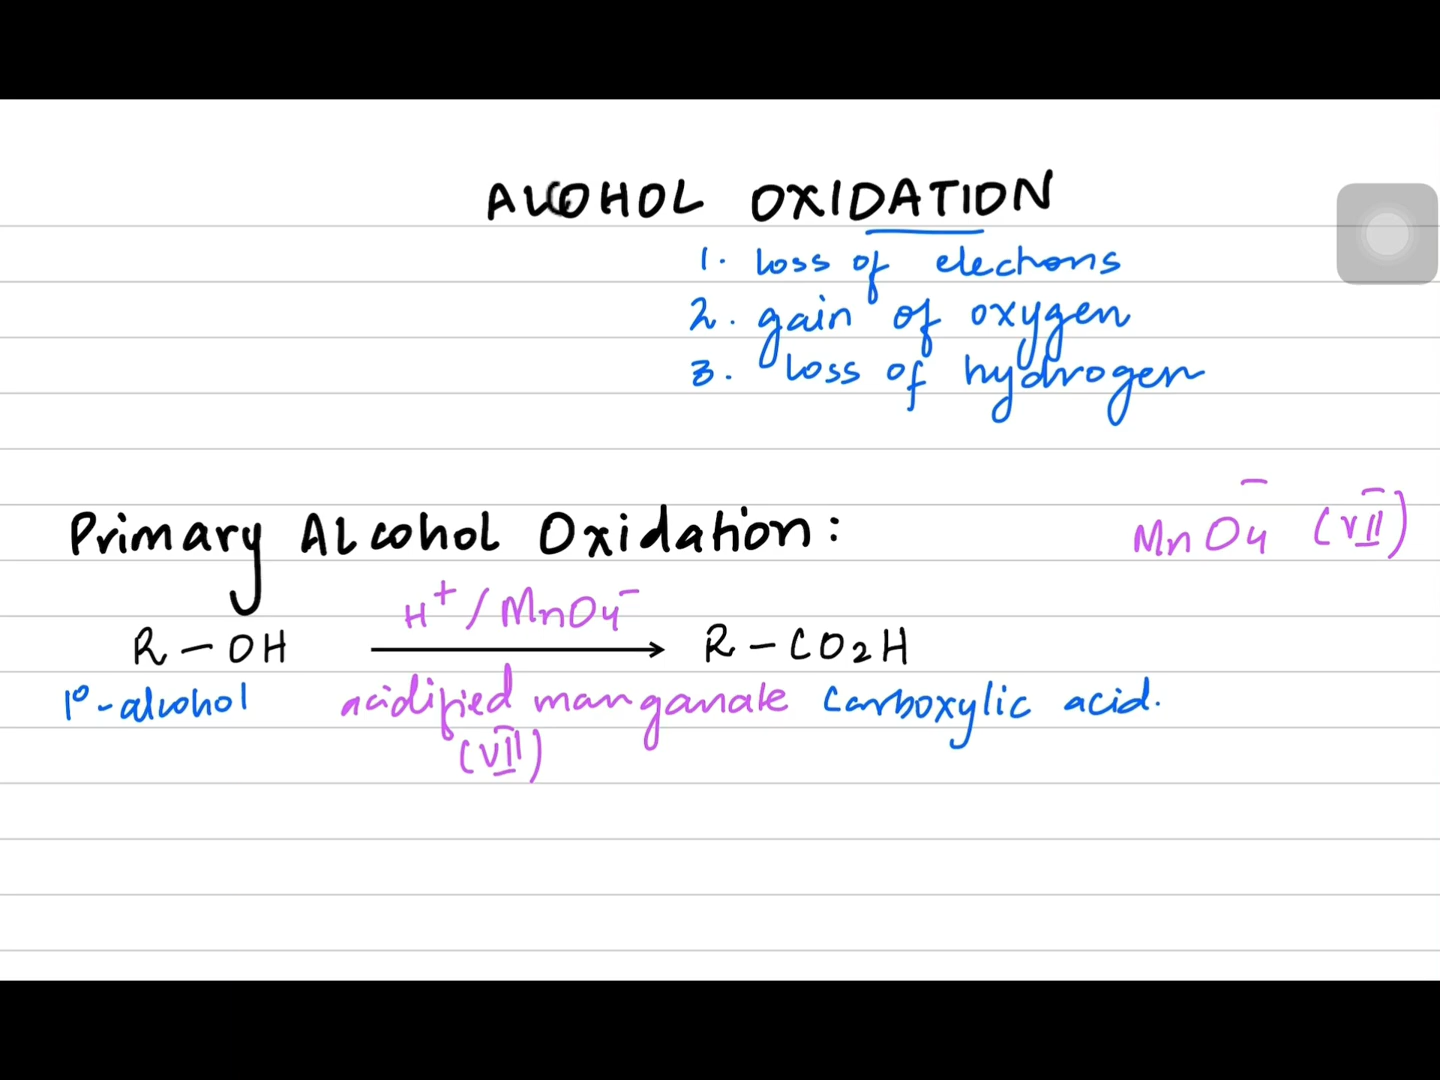 ALCOHOL OXIDATION
1. loss of electrons
2. gain of oxygen
3. loss of hydrogen
MnO4⁻ (VII)
Primary Alcohol Oxidation:
H⁺/MnO4⁻
R-OH → R-CO2H
1°-alcohol acidified manganate carboxylic acid.
(VII)